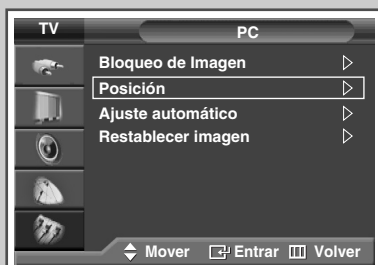 TV PC
Bloqueo de Imagen
Posición
Ajuste automático
Restablecer imagen
Mover Entrar Volver